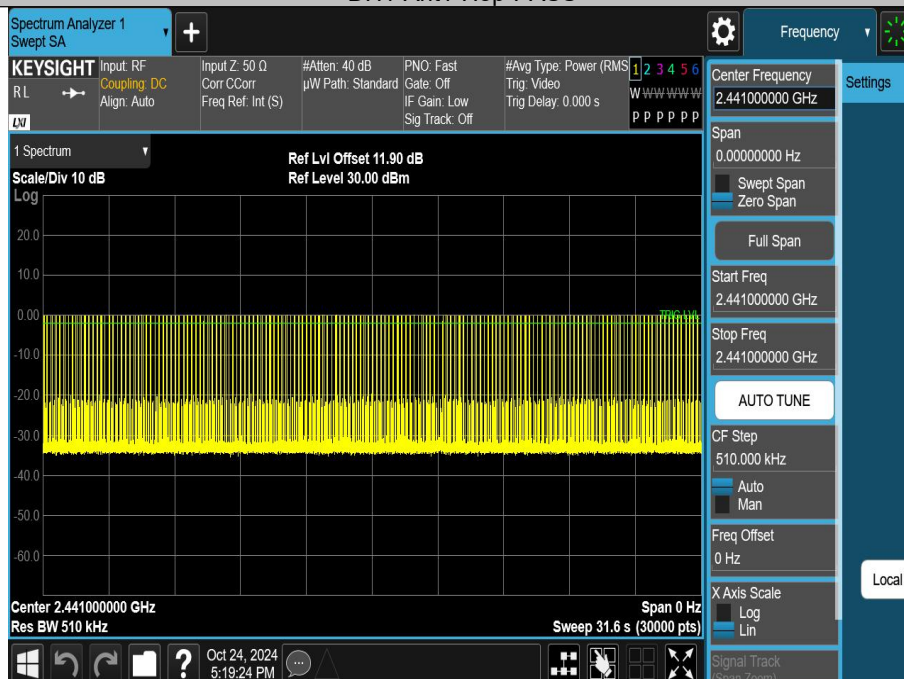 Spectrum Analyzer 1
Swept SA
+
Frequency
KEYSIGHT
RL
LXI
Input: RF
Coupling: DC
Align: Auto
Input Z: 50 Ω
Corr CCorr
Freq Ref: Int (S)
#Atten: 40 dB
µW Path: Standard
PNO: Fast
Gate: Off
IF Gain: Low
Sig Track: Off
#Avg Type: Power (RMS
Trig: Video
Trig Delay: 0.000 s
1 2 3 4 5 6
W W W W W W
P P P P P P
1 Spectrum
Scale/Div 10 dB
Log
Ref Lvl Offset 11.90 dB
Ref Level 30.00 dBm
20.0
10.0
0.00
-10.0
-20.0
-30.0
-40.0
-50.0
-60.0
TRIG LVL
Center 2.441000000 GHz
Res BW 510 kHz
Span 0 Hz
Sweep 31.6 s (30000 pts)
Center Frequency
2.441000000 GHz
Span
0.00000000 Hz
Swept Span
Zero Span
Full Span
Start Freq
2.441000000 GHz
Stop Freq
2.441000000 GHz
AUTO TUNE
CF Step
510.000 kHz
Auto
Man
Freq Offset
0 Hz
X Axis Scale
Log
Lin
Signal Track
(Span Zoom)
Settings
Local
?
Oct 24, 2024
5:19:24 PM